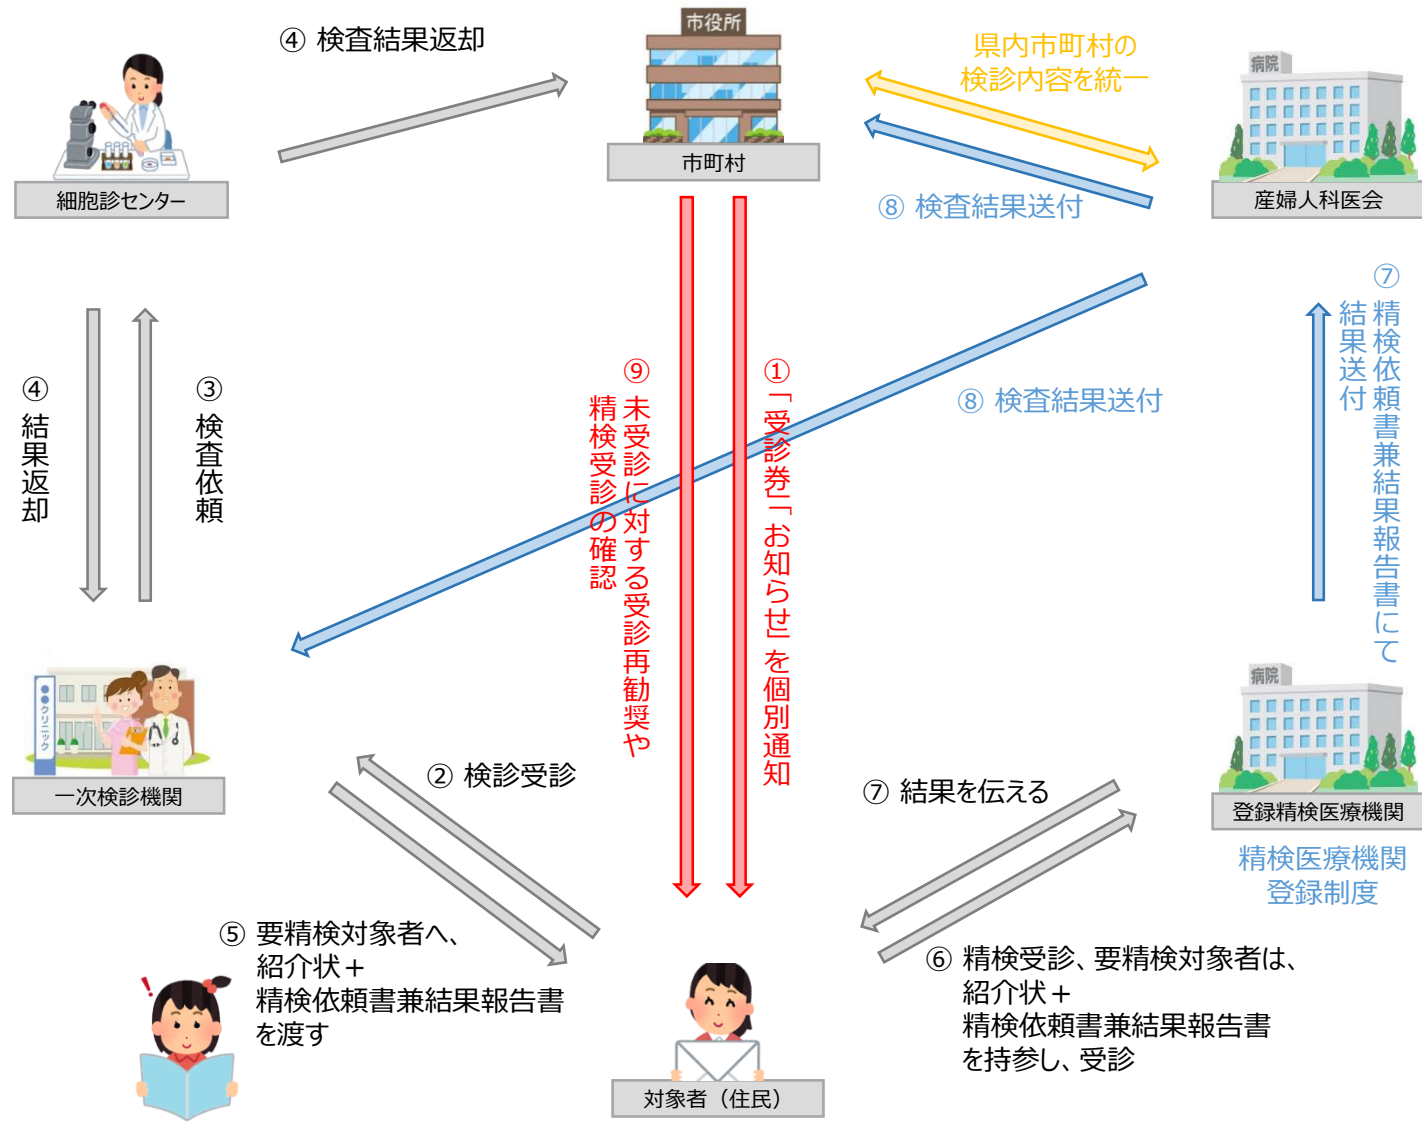 ④ 検査結果返却
市役所
県内市町村の
検診内容を統一
病院
細胞診センター
市町村
産婦人科医会
⑧ 検査結果送付
⑦ 精検依頼書兼結果報告書にて
結果送付
④ 結果返却
③ 検査依頼
⑨ 未受診に対する受診再勧奨や
精検受診の確認
①「受診券」「お知らせ」を個別通知
⑧ 検査結果送付
●●クリニック
一次検診機関
② 検診受診
⑦ 結果を伝える
病院
登録精検医療機関
精検医療機関
登録制度
⑤ 要精検対象者へ、
紹介状＋
精検依頼書兼結果報告書
を渡す
⑥ 精検受診、要精検対象者は、
紹介状＋
精検依頼書兼結果報告書
を持参し、受診
対象者（住民）